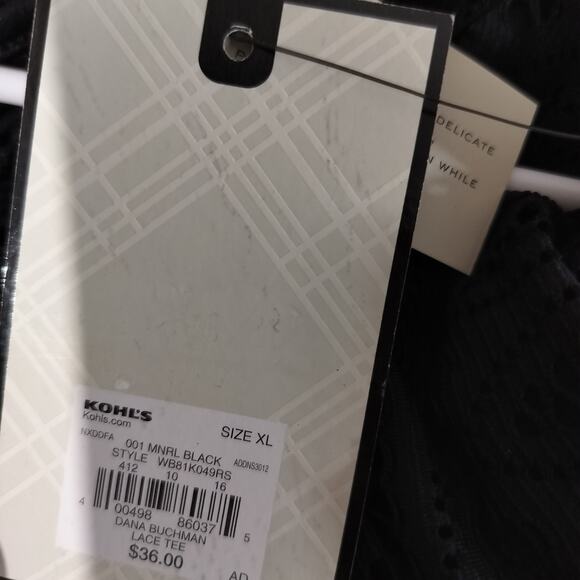 DELICATE
WHILE
KOHL'S
Kohls.com
SIZE XL
NXDDFA 001 MNRL BLACK ADDNS3012
STYLE WB81K049RS
412 10 16
4 00498 86037 5
DANA BUCHMAN
LACE TEE
$36.00
AD